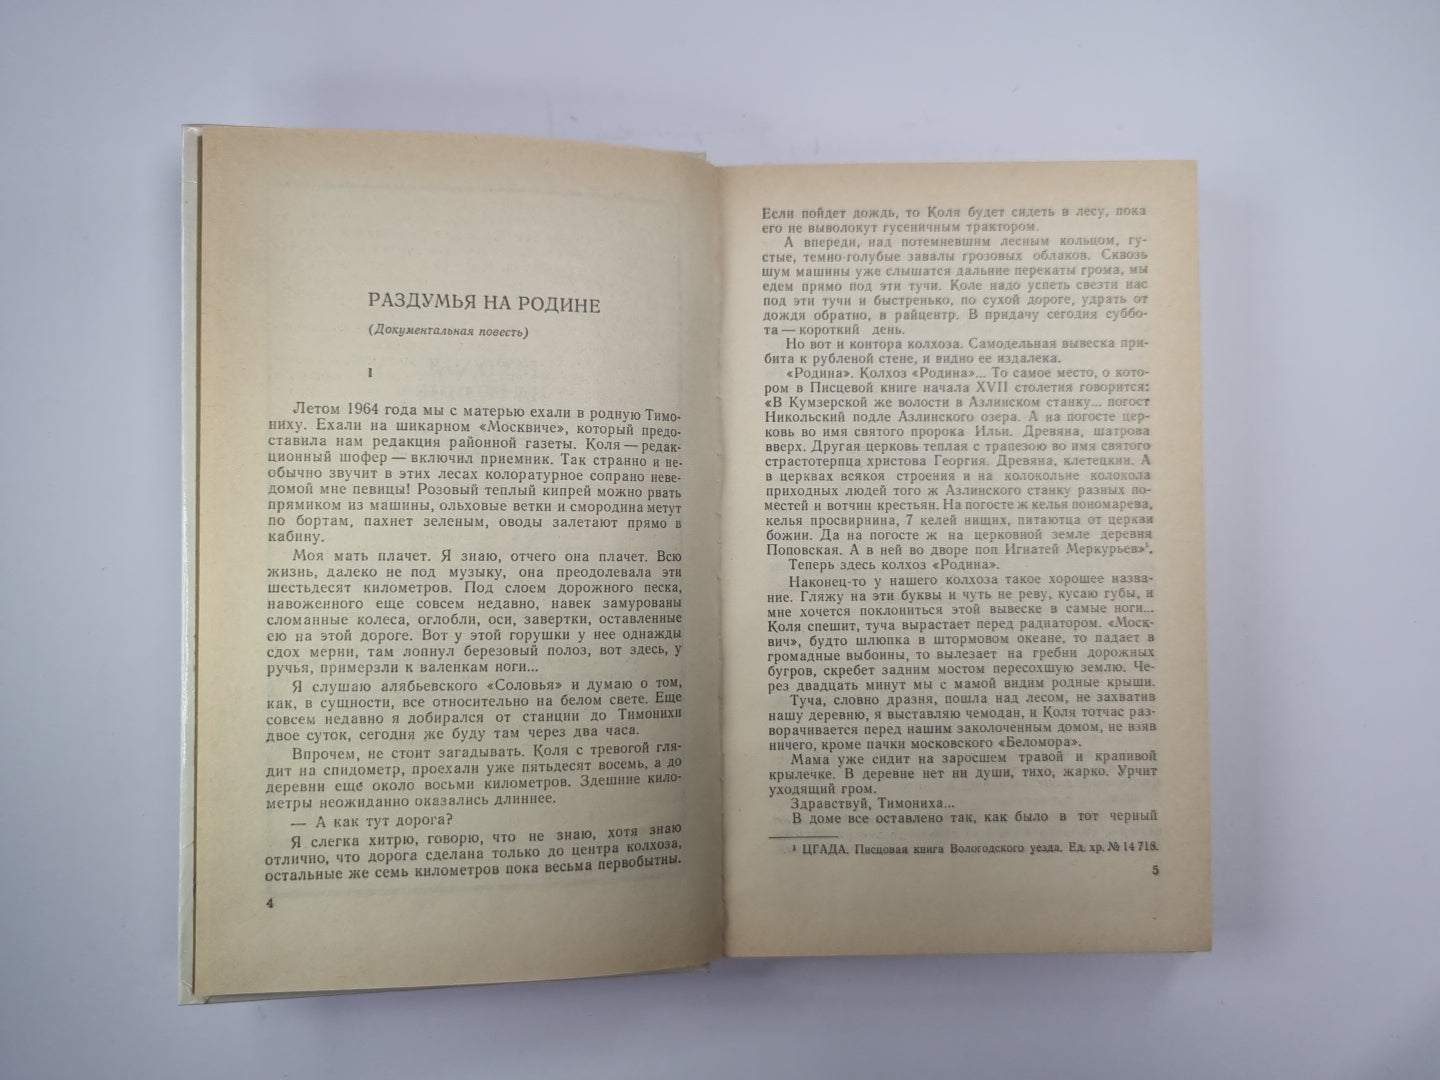 РАЗДУМЬЯ НА РОДИНЕ
(Документальная повесть)
I
Летом 1964 года мы с матерью ехали в родную Тимо-
ниху. Ехали на шикарном «Москвиче», который предо-
ставила нам редакция районной газеты. Коля — редак-
ционный шофер — включил приемник. Так странно и не-
обычно звучит в этих лесах колоратурное сопрано неве-
домой мне певицы! Розовый теплый кипрей можно рвать
прямиком из машины, ольховые ветки и смородина метут
по бортам, пахнет зеленым, оводы залетают прямо в
кабину.
Моя мать плачет. Я знаю, отчего она плачет. Всю
жизнь, далеко не под музыку, она преодолевала эти
шестьдесят километров. Под слоем дорожного песка,
навоженного еще совсем недавно, навек замурованы
сломанные колеса, оглобли, оси, завертки, оставленные
ею на этой дороге. Вот у этой горушки у нее однажды
сдох мерин, там лопнул березовый полоз, вот здесь, у
ручья, примерзли к валенкам ноги...
Я слушаю алябьевского «Соловья» и думаю о том,
как, в сущности, все относительно на белом свете. Еще
совсем недавно я добирался от станции до Тимонихи
двое суток, сегодня же буду там через два часа.
Впрочем, не стоит загадывать. Коля с тревогой гля-
дит на спидометр, проехали уже пятьдесят восемь, а до
деревни ещё около восьми километров. Здешние кило-
метры неожиданно оказались длиннее.
— А как тут дорога?
Я слегка хитрю, говорю, что не знаю, хотя знаю
отлично, что дорога сделана только до центра колхоза,
остальные же семь километров пока весьма первобытны.
4
Если пойдет дождь, то Коля будет сидеть в лесу, пока
его не выволокут гусеничным трактором.
А впереди, над потемневшим лесным кольцом, гу-
стые, темно-голубые завалы грозовых облаков. Сквозь
шум машины уже слышатся дальние перекаты грома, мы
едем прямо под эти тучи. Коле надо успеть свезти нас
под эти тучи и быстренько, по сухой дороге, удрать от
дождя обратно, в райцентр. В придачу сегодня суббо-
та — короткий день.
Но вот и контора колхоза. Самодельная вывеска при-
бита к рубленой стене, и видно ее издалека.
«Родина». Колхоз «Родина»... То самое место, о кото-
ром в Писцевой книге начала XVII столетия говорится:
«В Кумзерской же волости в Азлинском станку... погост
Никольский подле Азлинского озера. А на погосте цер-
ковь во имя святого пророка Ильи. Древяна, шатрова
вверх. Другая церковь теплая с трапезою во имя святого
страстотерпца христова Георгия. Древяна, клетецкии. А
в церквах всякоя строения и на колокольне колокола
приходных людей того ж Азлинского станку разных по-
местей и вотчин крестьян. На погосте ж келья пономарева,
келья просвирнина, 7 келей нищих, питаютца от церкви
божии. Да на погосте ж на церковной земле деревня
Поповская. А в ней во дворе поп Игнатей Меркурьев»¹.
Теперь здесь колхоз «Родина».
Наконец-то у нашего колхоза такое хорошее назва-
ние. Гляжу на эти буквы и чуть не реву, кусаю губы, и
мне хочется поклониться этой вывеске в самые ноги...
Коля спешит, туча вырастает перед радиатором. «Моск-
вич», будто шлюпка в штормовом океане, то падает в
громадные выбоины, то вылезает на гребни дорожных
бугров, скребет задним мостом пересохшую землю. Че-
рез двадцать минут мы с мамой видим родные крыши.
Туча, словно дразня, пошла над лесом, не захватив
нашу деревню, я выставляю чемодан, и Коля тотчас раз-
ворачивается перед нашим заколоченным домом, не взяв
ничего, кроме пачки московского «Беломора».
Мама уже сидит на заросшем травой и крапивой
крылечке. В деревне нет ни души, тихо, жарко. Урчит
уходящий гром.
Здравствуй, Тимониха...
В доме все оставлено так, как было в тот черный
¹ ЦГАДА. Писцовая книга Вологодского уезда. Ед. хр. № 14 718.
5